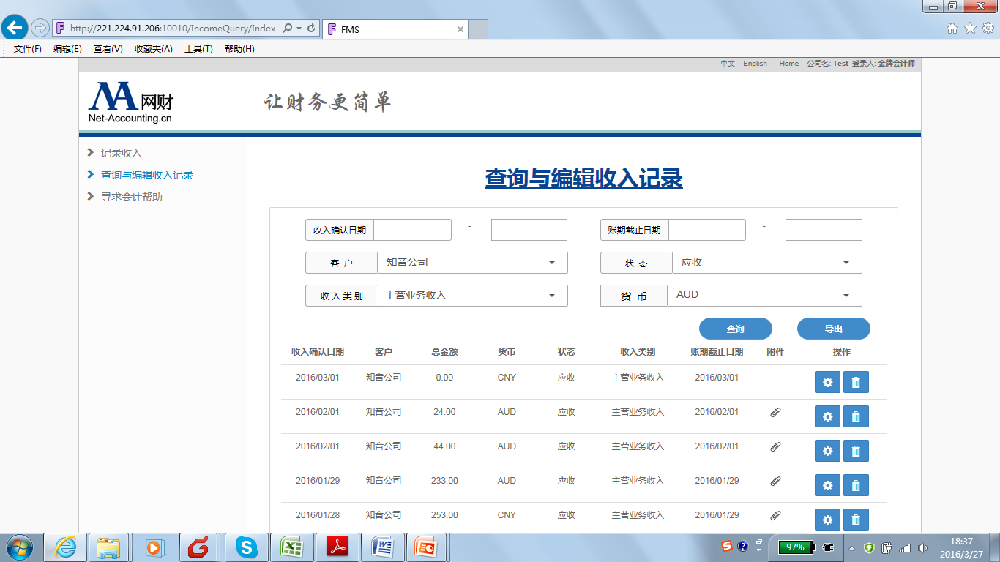 http://221.224.91.206:10010/IncomeQuery/Index
FMS
文件(F) 编辑(E) 查看(V) 收藏夹(A) 工具(T) 帮助(H)
中文 English Home 公司名: Test 登录人: 金牌会计师
网财
Net-Accounting.cn
让财务更简单
记录收入
查询与编辑收入记录
寻求会计帮助
查询与编辑收入记录
收入确认日期 - 账期截止日期 -
客 户 知音公司 状 态 应收
收入类别 主营业务收入 货 币 AUD
查询 导出
收入确认日期 客户 总金额 货币 状态 收入类别 账期截止日期 附件 操作
2016/03/01 知音公司 0.00 CNY 应收 主营业务收入 2016/03/01
2016/02/01 知音公司 24.00 AUD 应收 主营业务收入 2016/02/01
2016/02/01 知音公司 44.00 AUD 应收 主营业务收入 2016/02/01
2016/01/29 知音公司 233.00 AUD 应收 主营业务收入 2016/01/29
2016/01/28 知音公司 253.00 CNY 应收 主营业务收入 2016/01/29
97%
18:37
2016/3/27